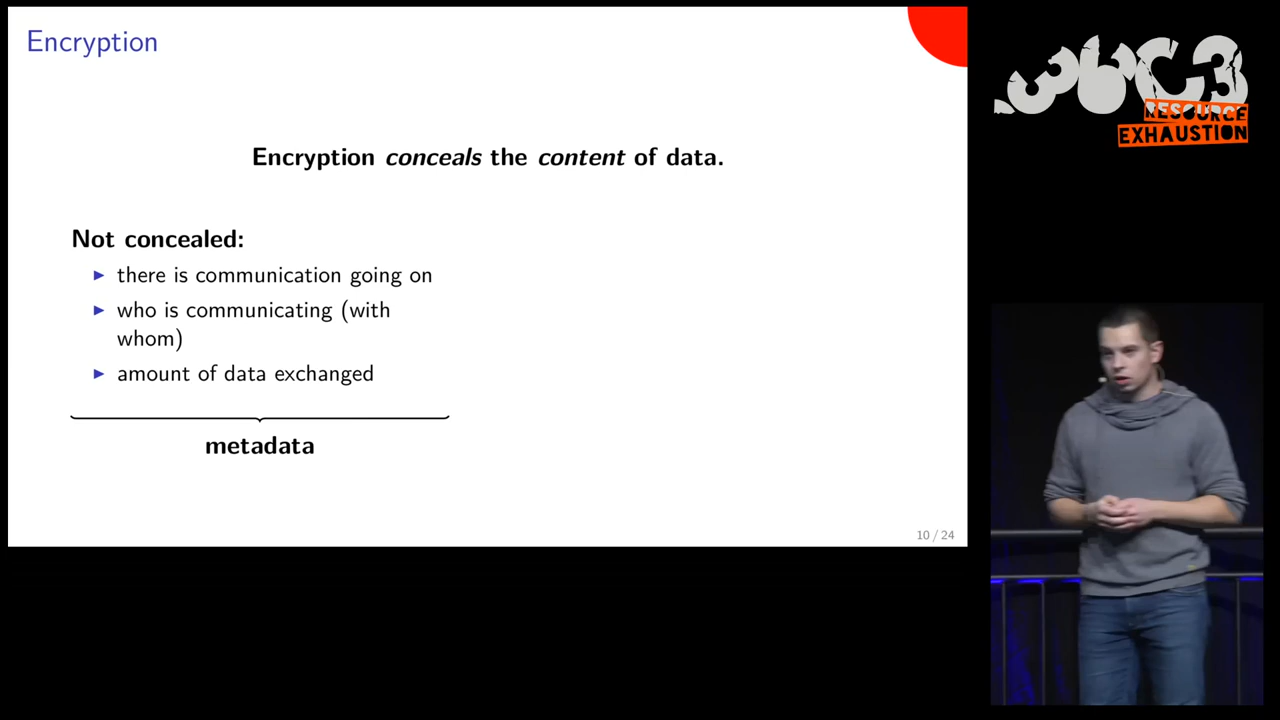 Encryption
Encryption conceals the content of data.
Not concealed:
▶ there is communication going on
▶ who is communicating (with
whom)
▶ amount of data exchanged
metadata
10 / 24
36C3
RESOURCE
EXHAUSTION